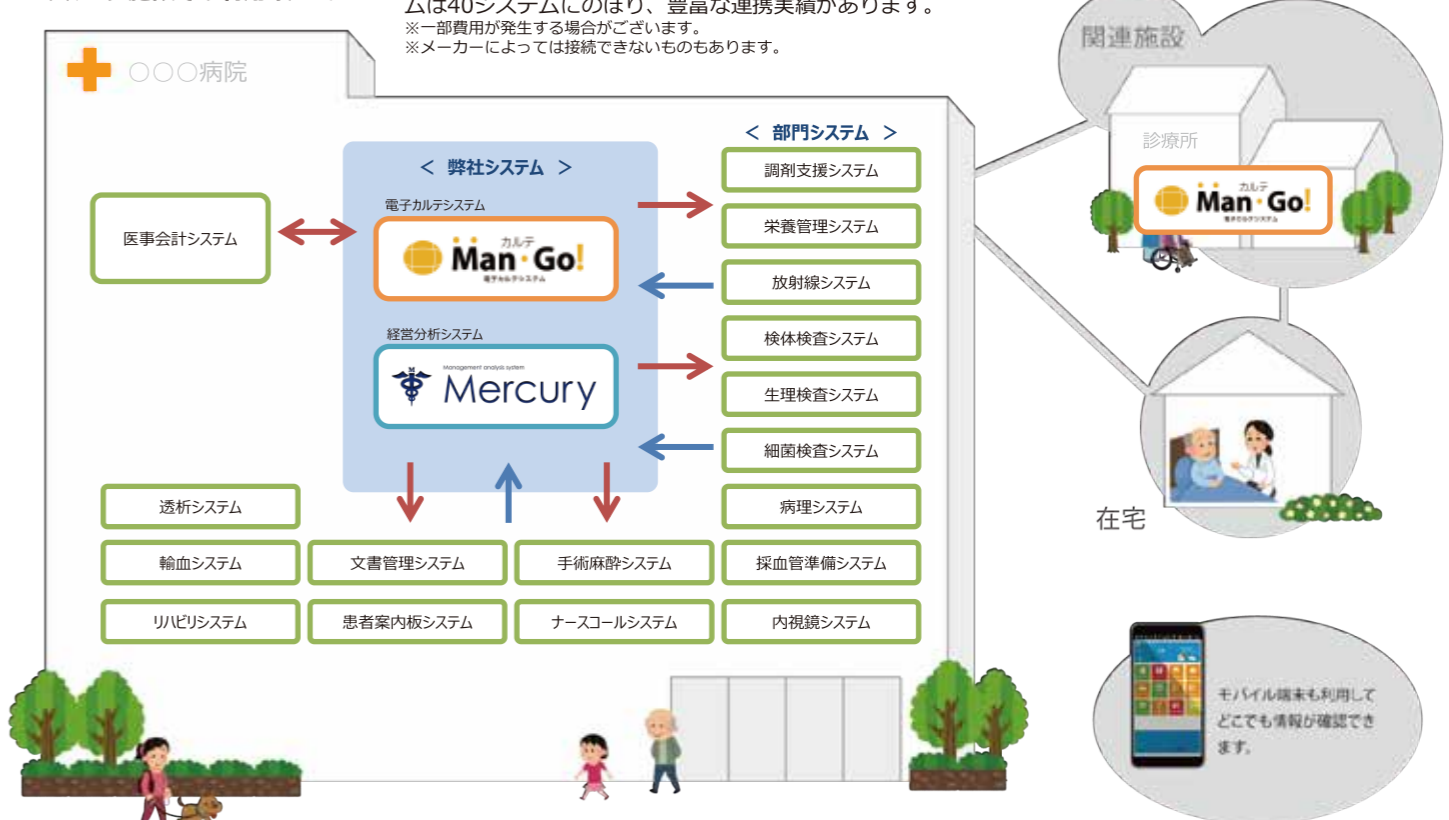 ムは40システムにのぼり、豊富な連携実績があります。
※一部費用が発生する場合がございます。
※メーカーによっては接続できないものもあります。
○○○病院
関連施設
診療所
カルテ
Man・Go!
電子カルテシステム
＜ 弊社システム ＞
＜ 部門システム ＞
医事会計システム
電子カルテシステム
カルテ
Man・Go!
電子カルテシステム
経営分析システム
Management analysis system
Mercury
調剤支援システム
栄養管理システム
放射線システム
検体検査システム
生理検査システム
細菌検査システム
病理システム
透析システム
輸血システム
文書管理システム
手術麻酔システム
採血管準備システム
リハビリシステム
患者案内板システム
ナースコールシステム
内視鏡システム
在宅
モバイル端末も利用して
どこでも情報が確認でき
ます。